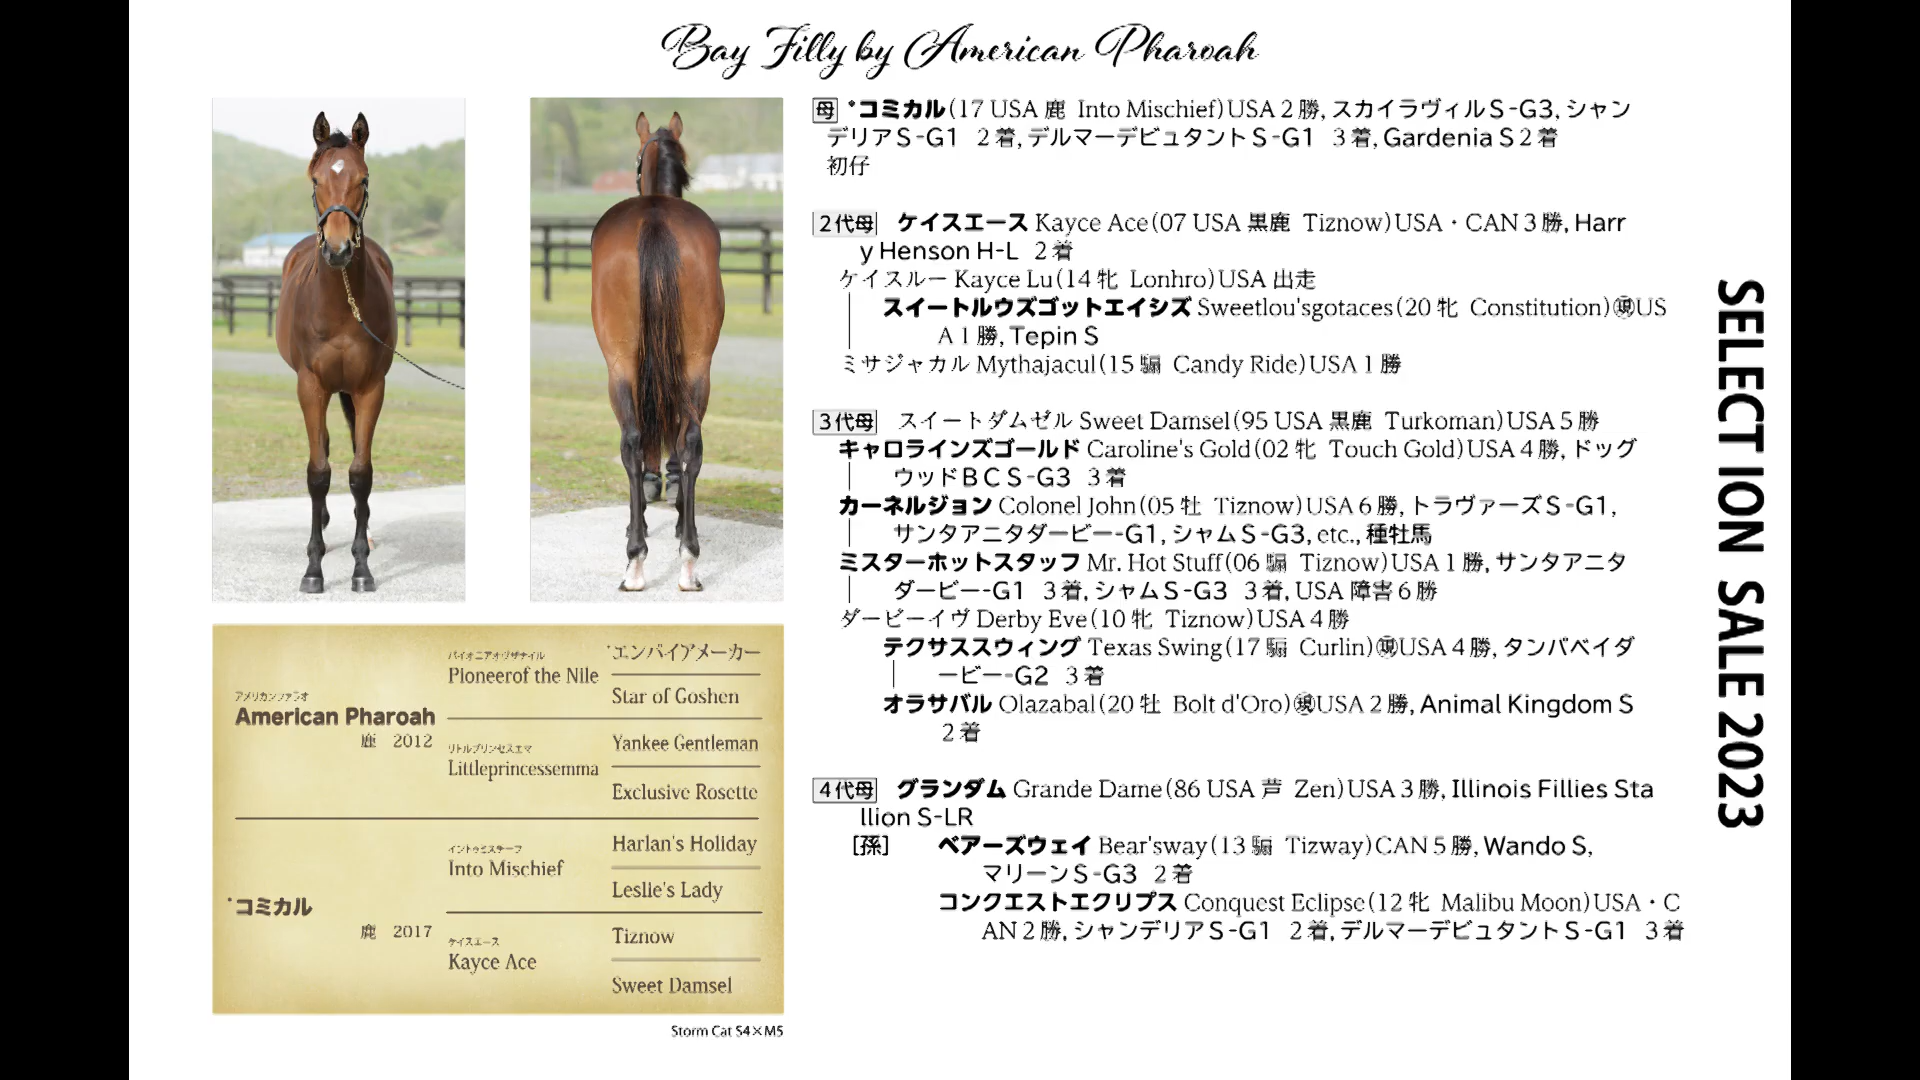 Bay Filly by American Pharoah
母 *コミカル(17 USA 鹿 Into Mischief)USA 2勝, スカイラヴィルS-G3, シャン
デリアS-G1 2着, デルマーデビュタントS-G1 3着, Gardenia S 2着
初仔
2代母 ケイスエース Kayce Ace(07 USA 黒鹿 Tiznow)USA・CAN 3勝, Harr
y Henson H-L 2着
ケイスルー Kayce Lu(14 牝 Lonhro)USA 出走
スイートルウズゴットエイシズ Sweetlou'sgotaces(20 牝 Constitution)㊝US
A 1勝, Tepin S
ミサジャカル Mythajacul(15 騸 Candy Ride)USA 1勝
3代母 スイートダムゼル Sweet Damsel(95 USA 黒鹿 Turkoman)USA 5勝
キャロラインズゴールド Caroline's Gold(02 牝 Touch Gold)USA 4勝, ドッグ
ウッドBCS-G3 3着
カーネルジョン Colonel John(05 牡 Tiznow)USA 6勝, トラヴァーズS-G1,
サンタアニタダービー-G1, シャムS-G3, etc., 種牡馬
ミスターホットスタッフ Mr. Hot Stuff(06 騸 Tiznow)USA 1勝, サンタアニタ
ダービー-G1 3着, シャムS-G3 3着, USA 障害6勝
ダービーイヴ Derby Eve(10 牝 Tiznow)USA 4勝
テクサススウィング Texas Swing(17 騸 Curlin)現USA 4勝, タンパベイダ
ービー-G2 3着
オラサバル Olazabal(20 牡 Bolt d'Oro)現USA 2勝, Animal Kingdom S
2着
4代母 グランダム Grande Dame(86 USA 芦 Zen)USA 3勝, Illinois Fillies Sta
llion S-LR
[孫] ベアーズウェイ Bear'sway(13 騸 Tizway)CAN 5勝, Wando S,
マリーンS-G3 2着
コンクエストエクリプス Conquest Eclipse(12 牝 Malibu Moon)USA・C
AN 2勝, シャンデリアS-G1 2着, デルマーデビュタントS-G1 3着
SELECTION SALE 2023
アメリカンファラオ
American Pharoah
鹿 2012
パイオニアオブザナイル
Pioneerof the Nile
*エンパイアメーカー
Star of Goshen
リトルプリンセスエマ
Littleprincessemma
Yankee Gentleman
Exclusive Rosette
*コミカル
鹿 2017
イントゥミスチーフ
Into Mischief
Harlan's Holiday
Leslie's Lady
ケイスエース
Kayce Ace
Tiznow
Sweet Damsel
Storm Cat S4×M5